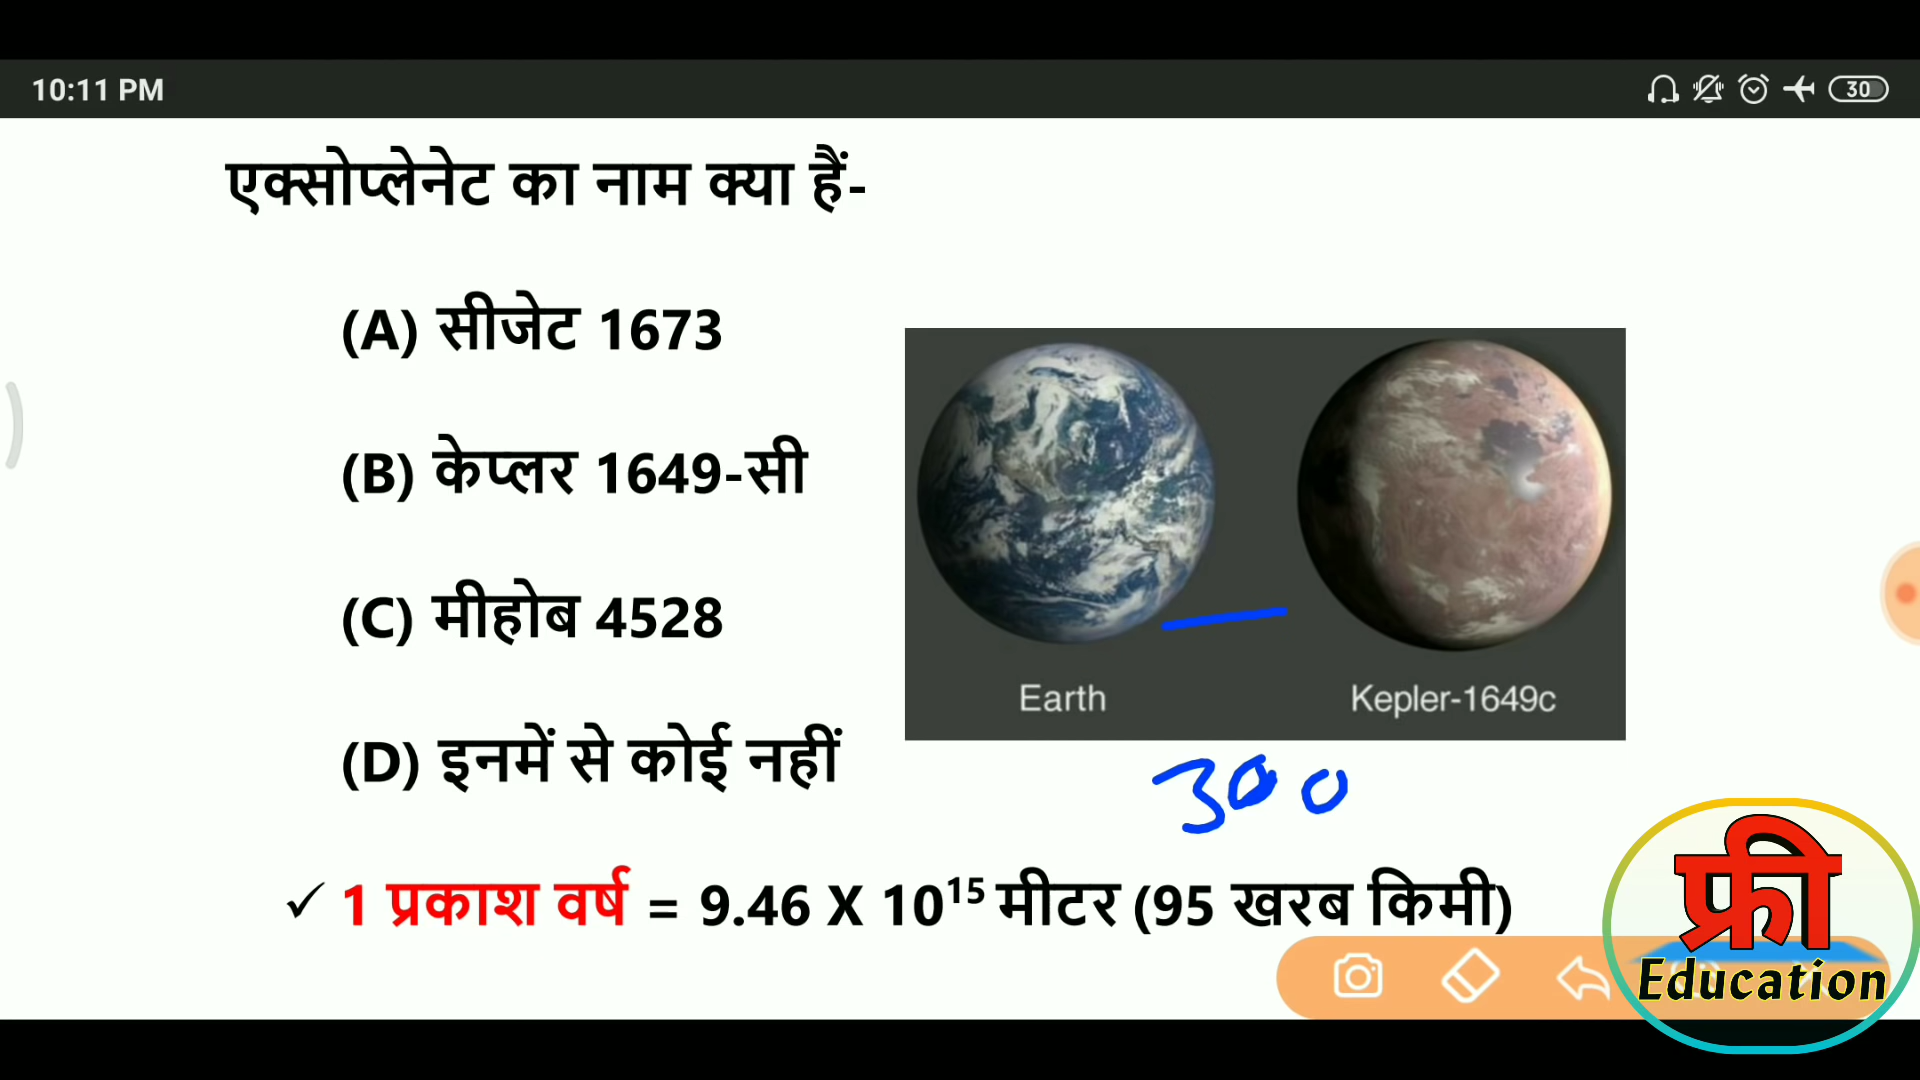 10:11 PM
30
एक्सोप्लेनेट का नाम क्या हैं-
(A) सीजेट 1673
(B) केप्लर 1649-सी
(C) मीहोब 4528
(D) इनमें से कोई नहीं
Earth
Kepler-1649c
300
✓ 1 प्रकाश वर्ष = 9.46 X 10¹⁵ मीटर (95 खरब किमी)
फ्री
Education